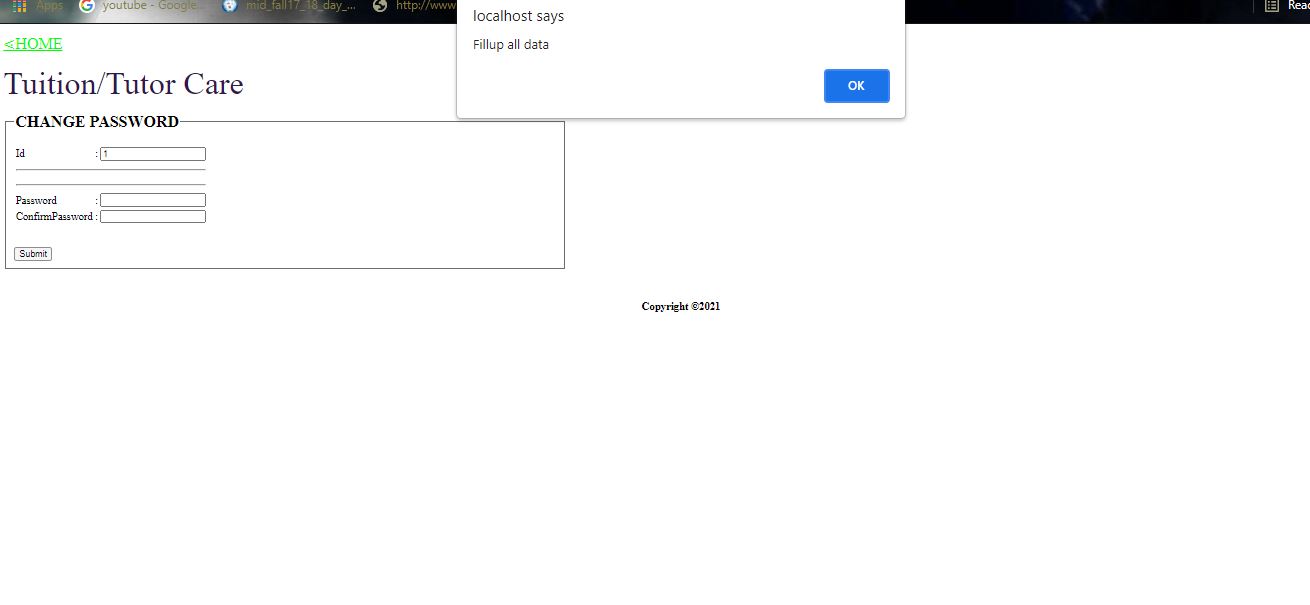 Apps youtube - Google... mid_fall17_18_day_... http://www
localhost says
Fillup all data
OK
Reac
⋖HOME
Tuition/Tutor Care
CHANGE PASSWORD
Id : 1
Password :
ConfirmPassword :
Submit
Copyright ©2021